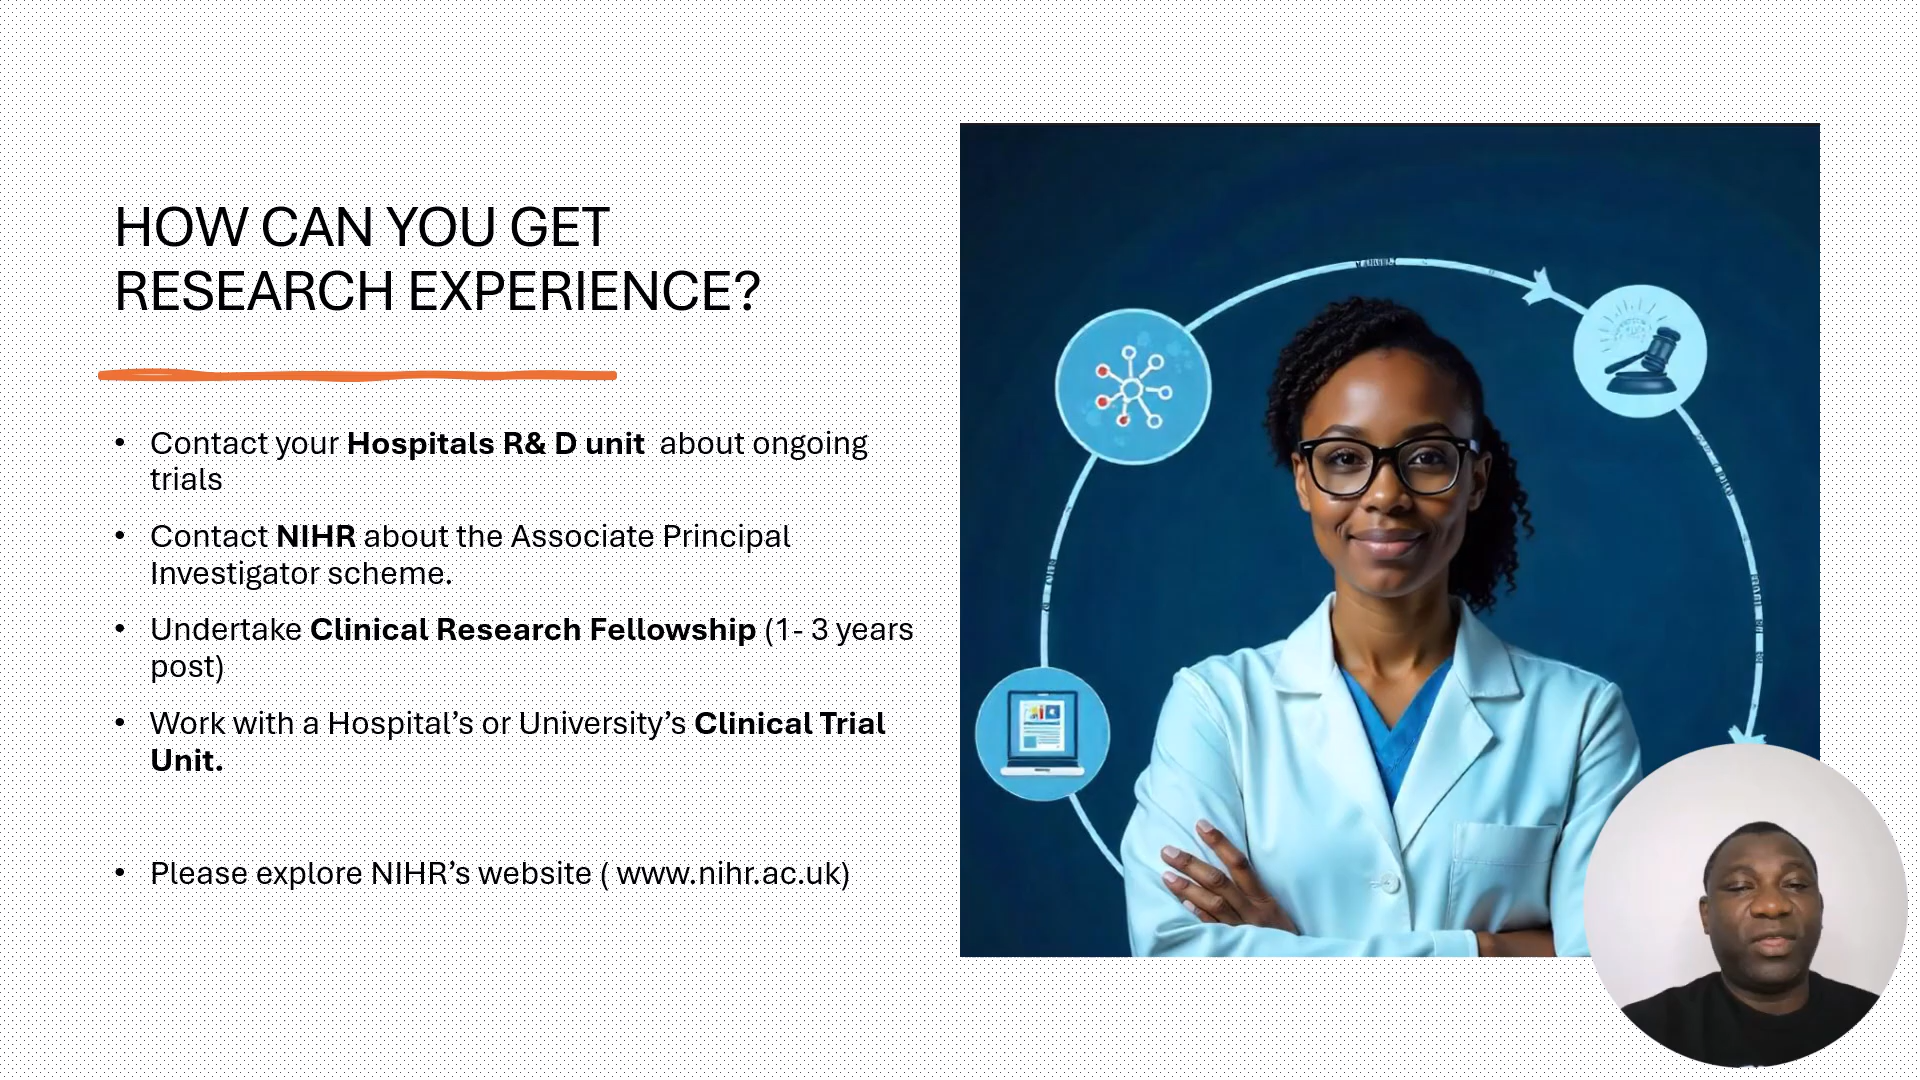 HOW CAN YOU GET
RESEARCH EXPERIENCE?
• Contact your Hospitals R& D unit  about ongoing
trials
• Contact NIHR about the Associate Principal
Investigator scheme.
• Undertake Clinical Research Fellowship (1- 3 years
post)
• Work with a Hospital’s or University’s Clinical Trial
Unit.
• Please explore NIHR’s website ( www.nihr.ac.uk)